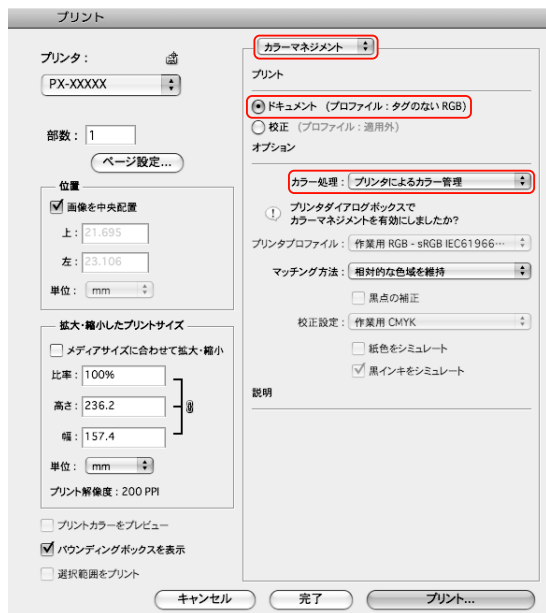 プリント
プリンタ：
PX-XXXXX
部数：1
ページ設定...
位置
画像を中央配置
上：21.695
左：23.106
単位：mm
拡大・縮小したプリントサイズ
メディアサイズに合わせて拡大・縮小
比率：100%
高さ：236.2
幅：157.4
単位：mm
プリント解像度：200 PPI
プリントカラーをプレビュー
バウンディングボックスを表示
選択範囲をプリント
カラーマネジメント
プリント
ドキュメント（プロファイル：タグのない RGB）
校正（プロファイル：適用外）
オプション
カラー処理：プリンタによるカラー管理
プリンタダイアログボックスで
カラーマネジメントを有効にしましたか?
プリンタプロファイル：作業用 RGB - sRGB IEC61966…
マッチング方法：相対的な色域を維持
黒点の補正
校正設定：作業用 CMYK
紙色をシミュレート
黒インキをシミュレート
説明
キャンセル
完了
プリント...